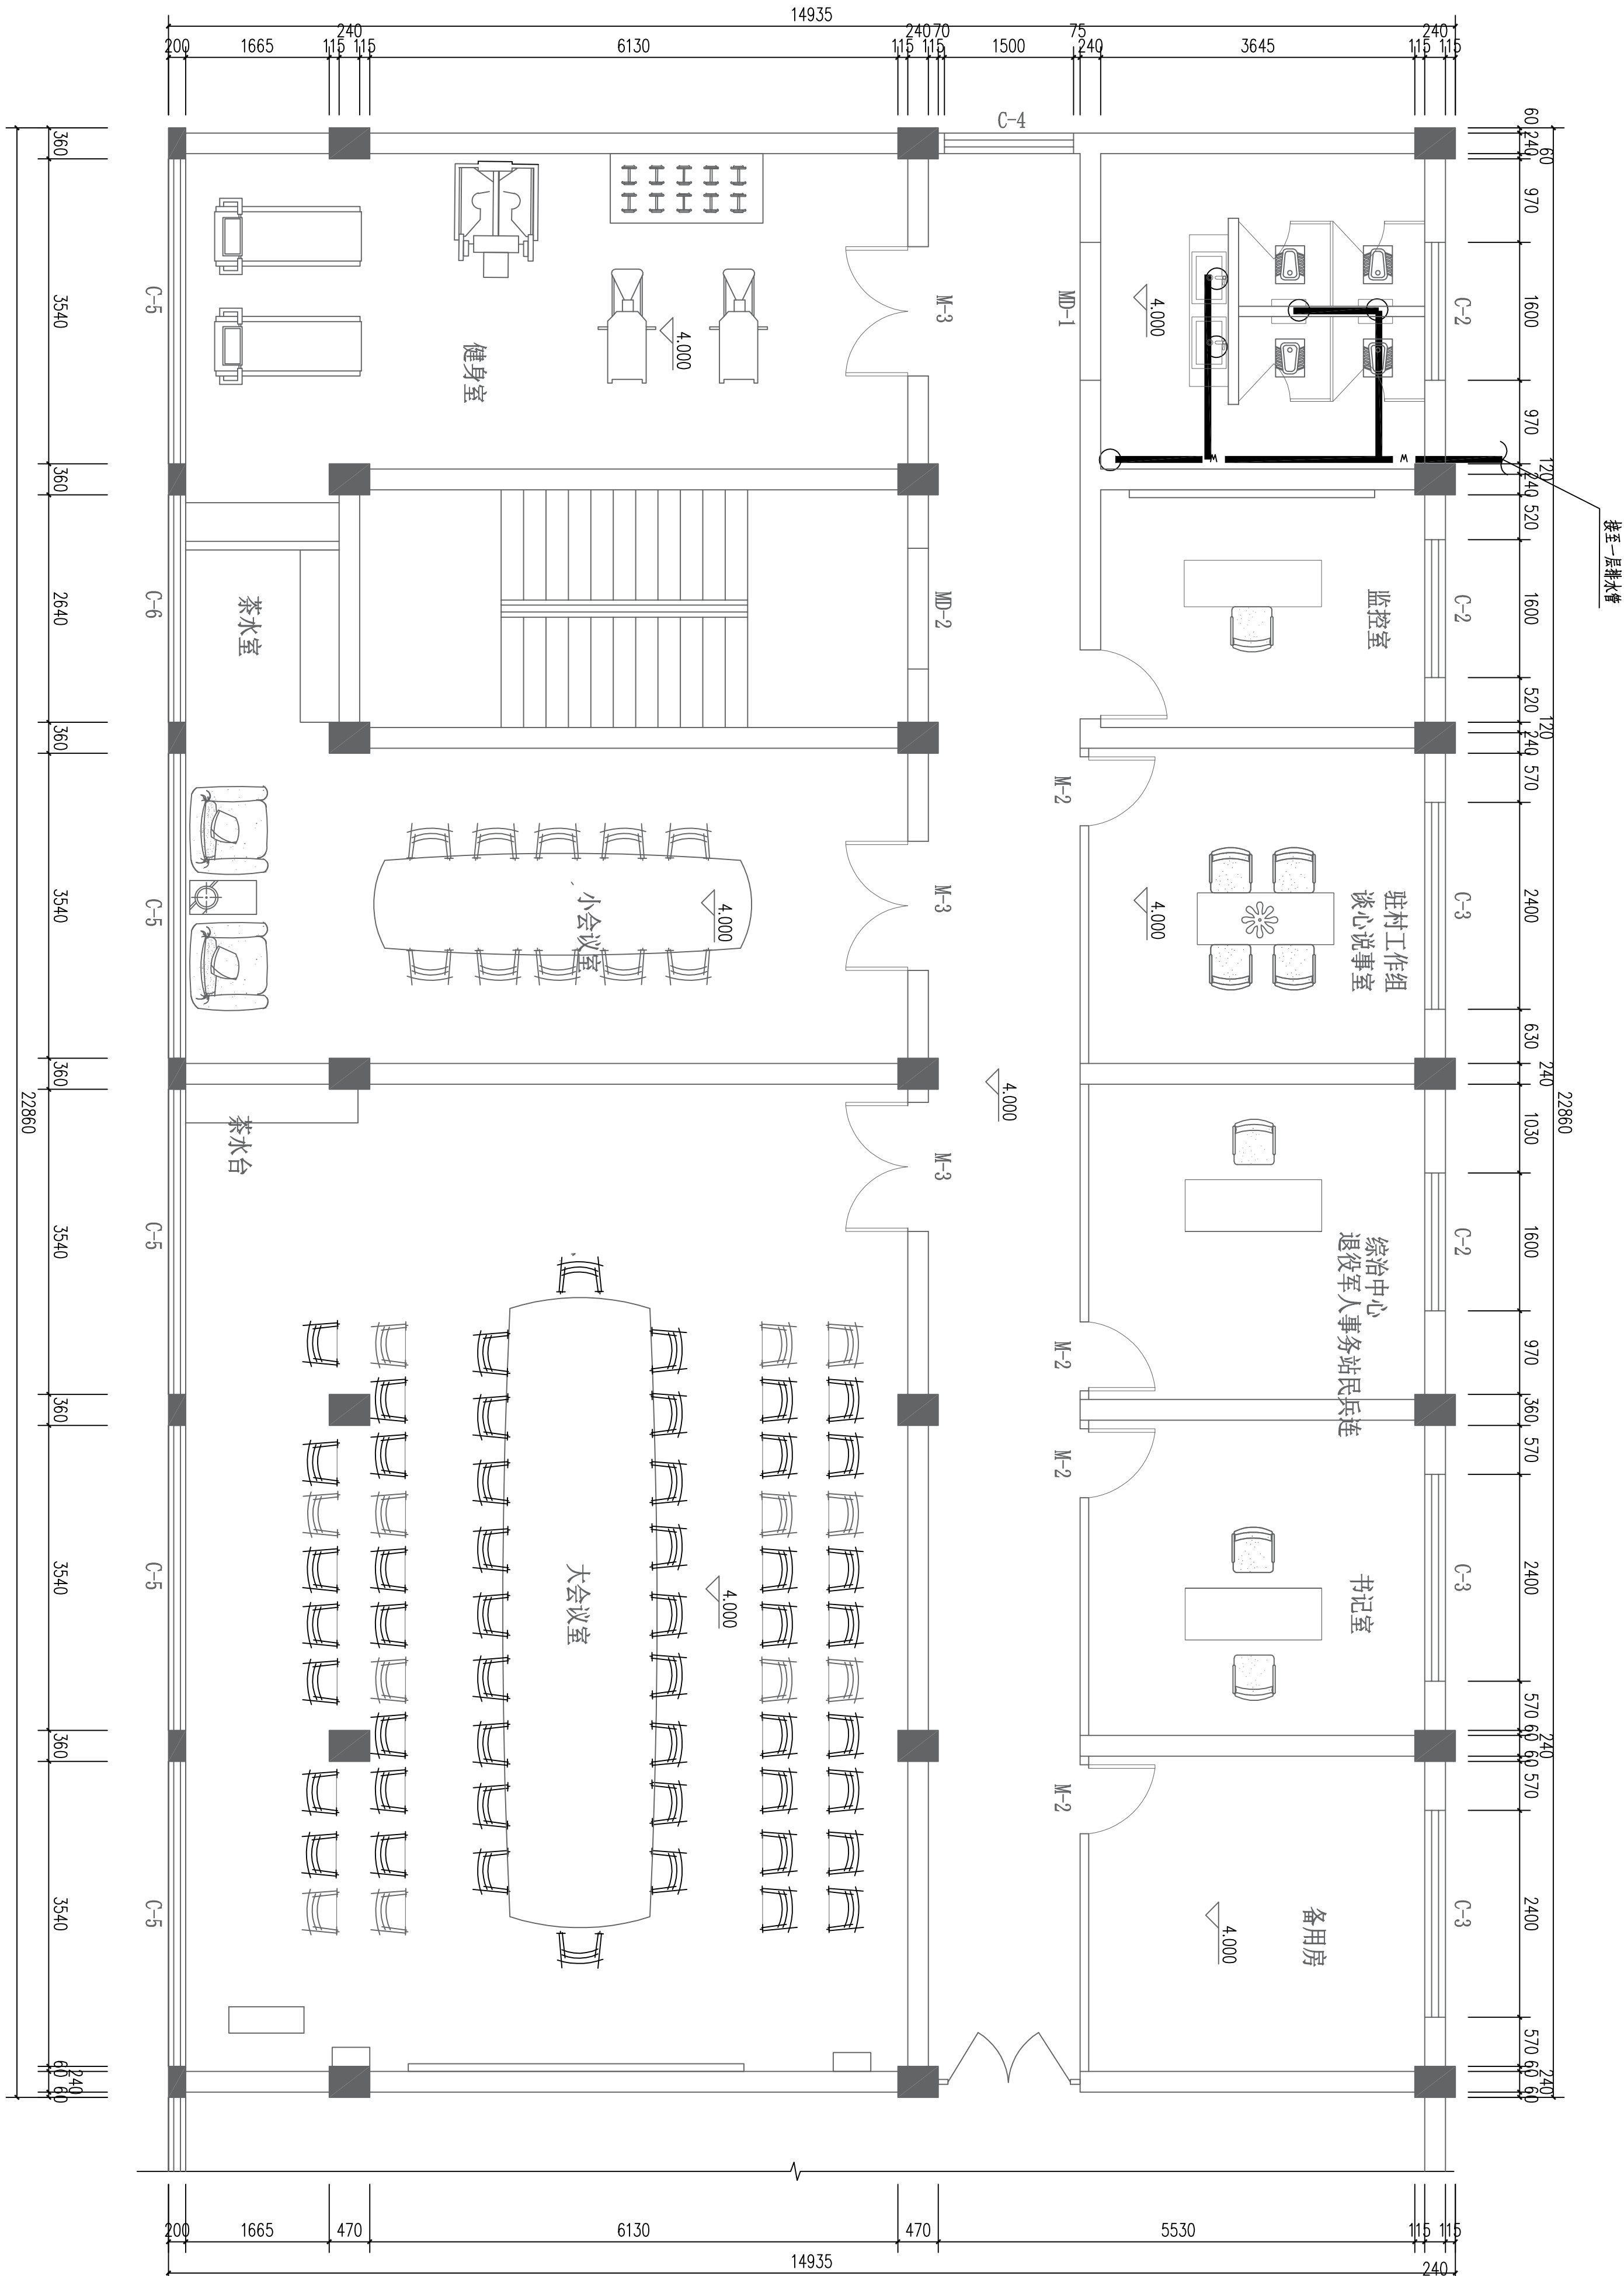 14935
200
1665
115
240
115
6130
115
240
115
70
1500
75
240
3645
115
240
115
C-4
360
3540
360
2640
360
3540
360
3540
360
3540
360
3540
60
240
60
22860
C-5
C-6
C-5
C-5
C-5
C-5
健身室
4.000
M-3
MD-1
4.000
C-2
接至一层排水管
W
W
茶水室
MD-2
监控室
C-2
小会议室
4.000
M-3
M-2
4.000
驻村工作组
谈心说事室
C-3
茶水台
M-3
4.000
综治中心
退役军人事务站民兵连
C-2
M-2
M-2
大会议室
4.000
书记室
C-3
M-2
备用房
4.000
C-3
60
240
60
970
1600
970
120
240
520
1600
520
120
240
570
2400
630
240
1030
1600
970
360
570
2400
570
60
240
60
570
2400
570
60
240
60
22860
200
1665
470
6130
470
5530
115
240
115
14935